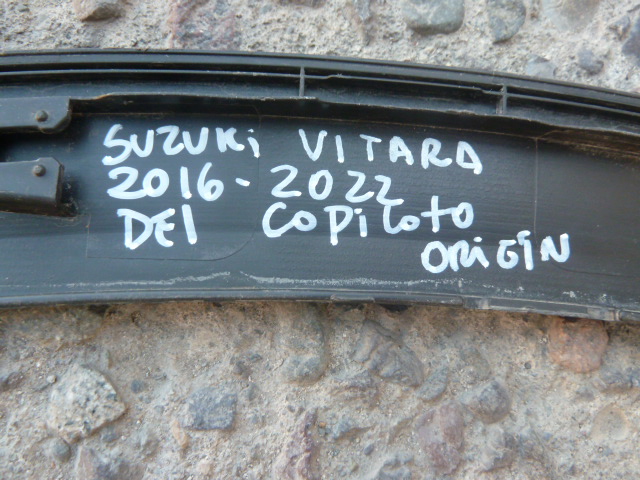 SUZUKi VITARA
2016-2022
DEl CoPiloto
ORiGiN